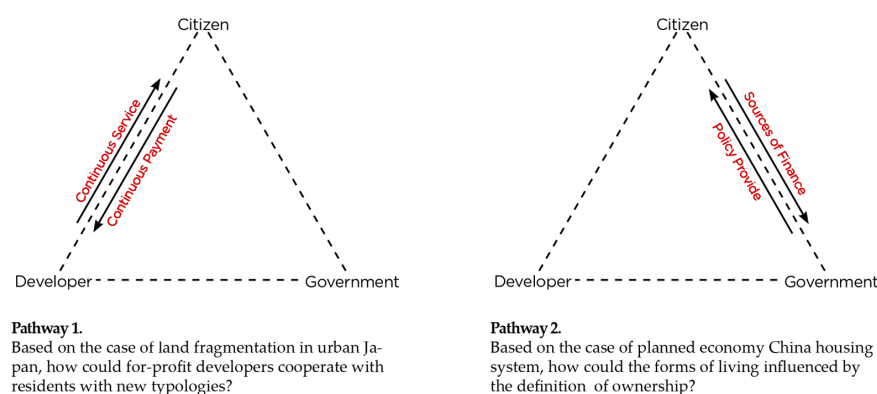 Citizen
Continuous Service
Continuous Payment
Developer
Government
Pathway 1.
Based on the case of land fragmentation in urban Ja-
pan, how could for-profit developers cooperate with
residents with new typologies?
Citizen
Sources of Finance
Policy Provide
Developer
Government
Pathway 2.
Based on the case of planned economy China housing
system, how could the forms of living influenced by
the definition of ownership?